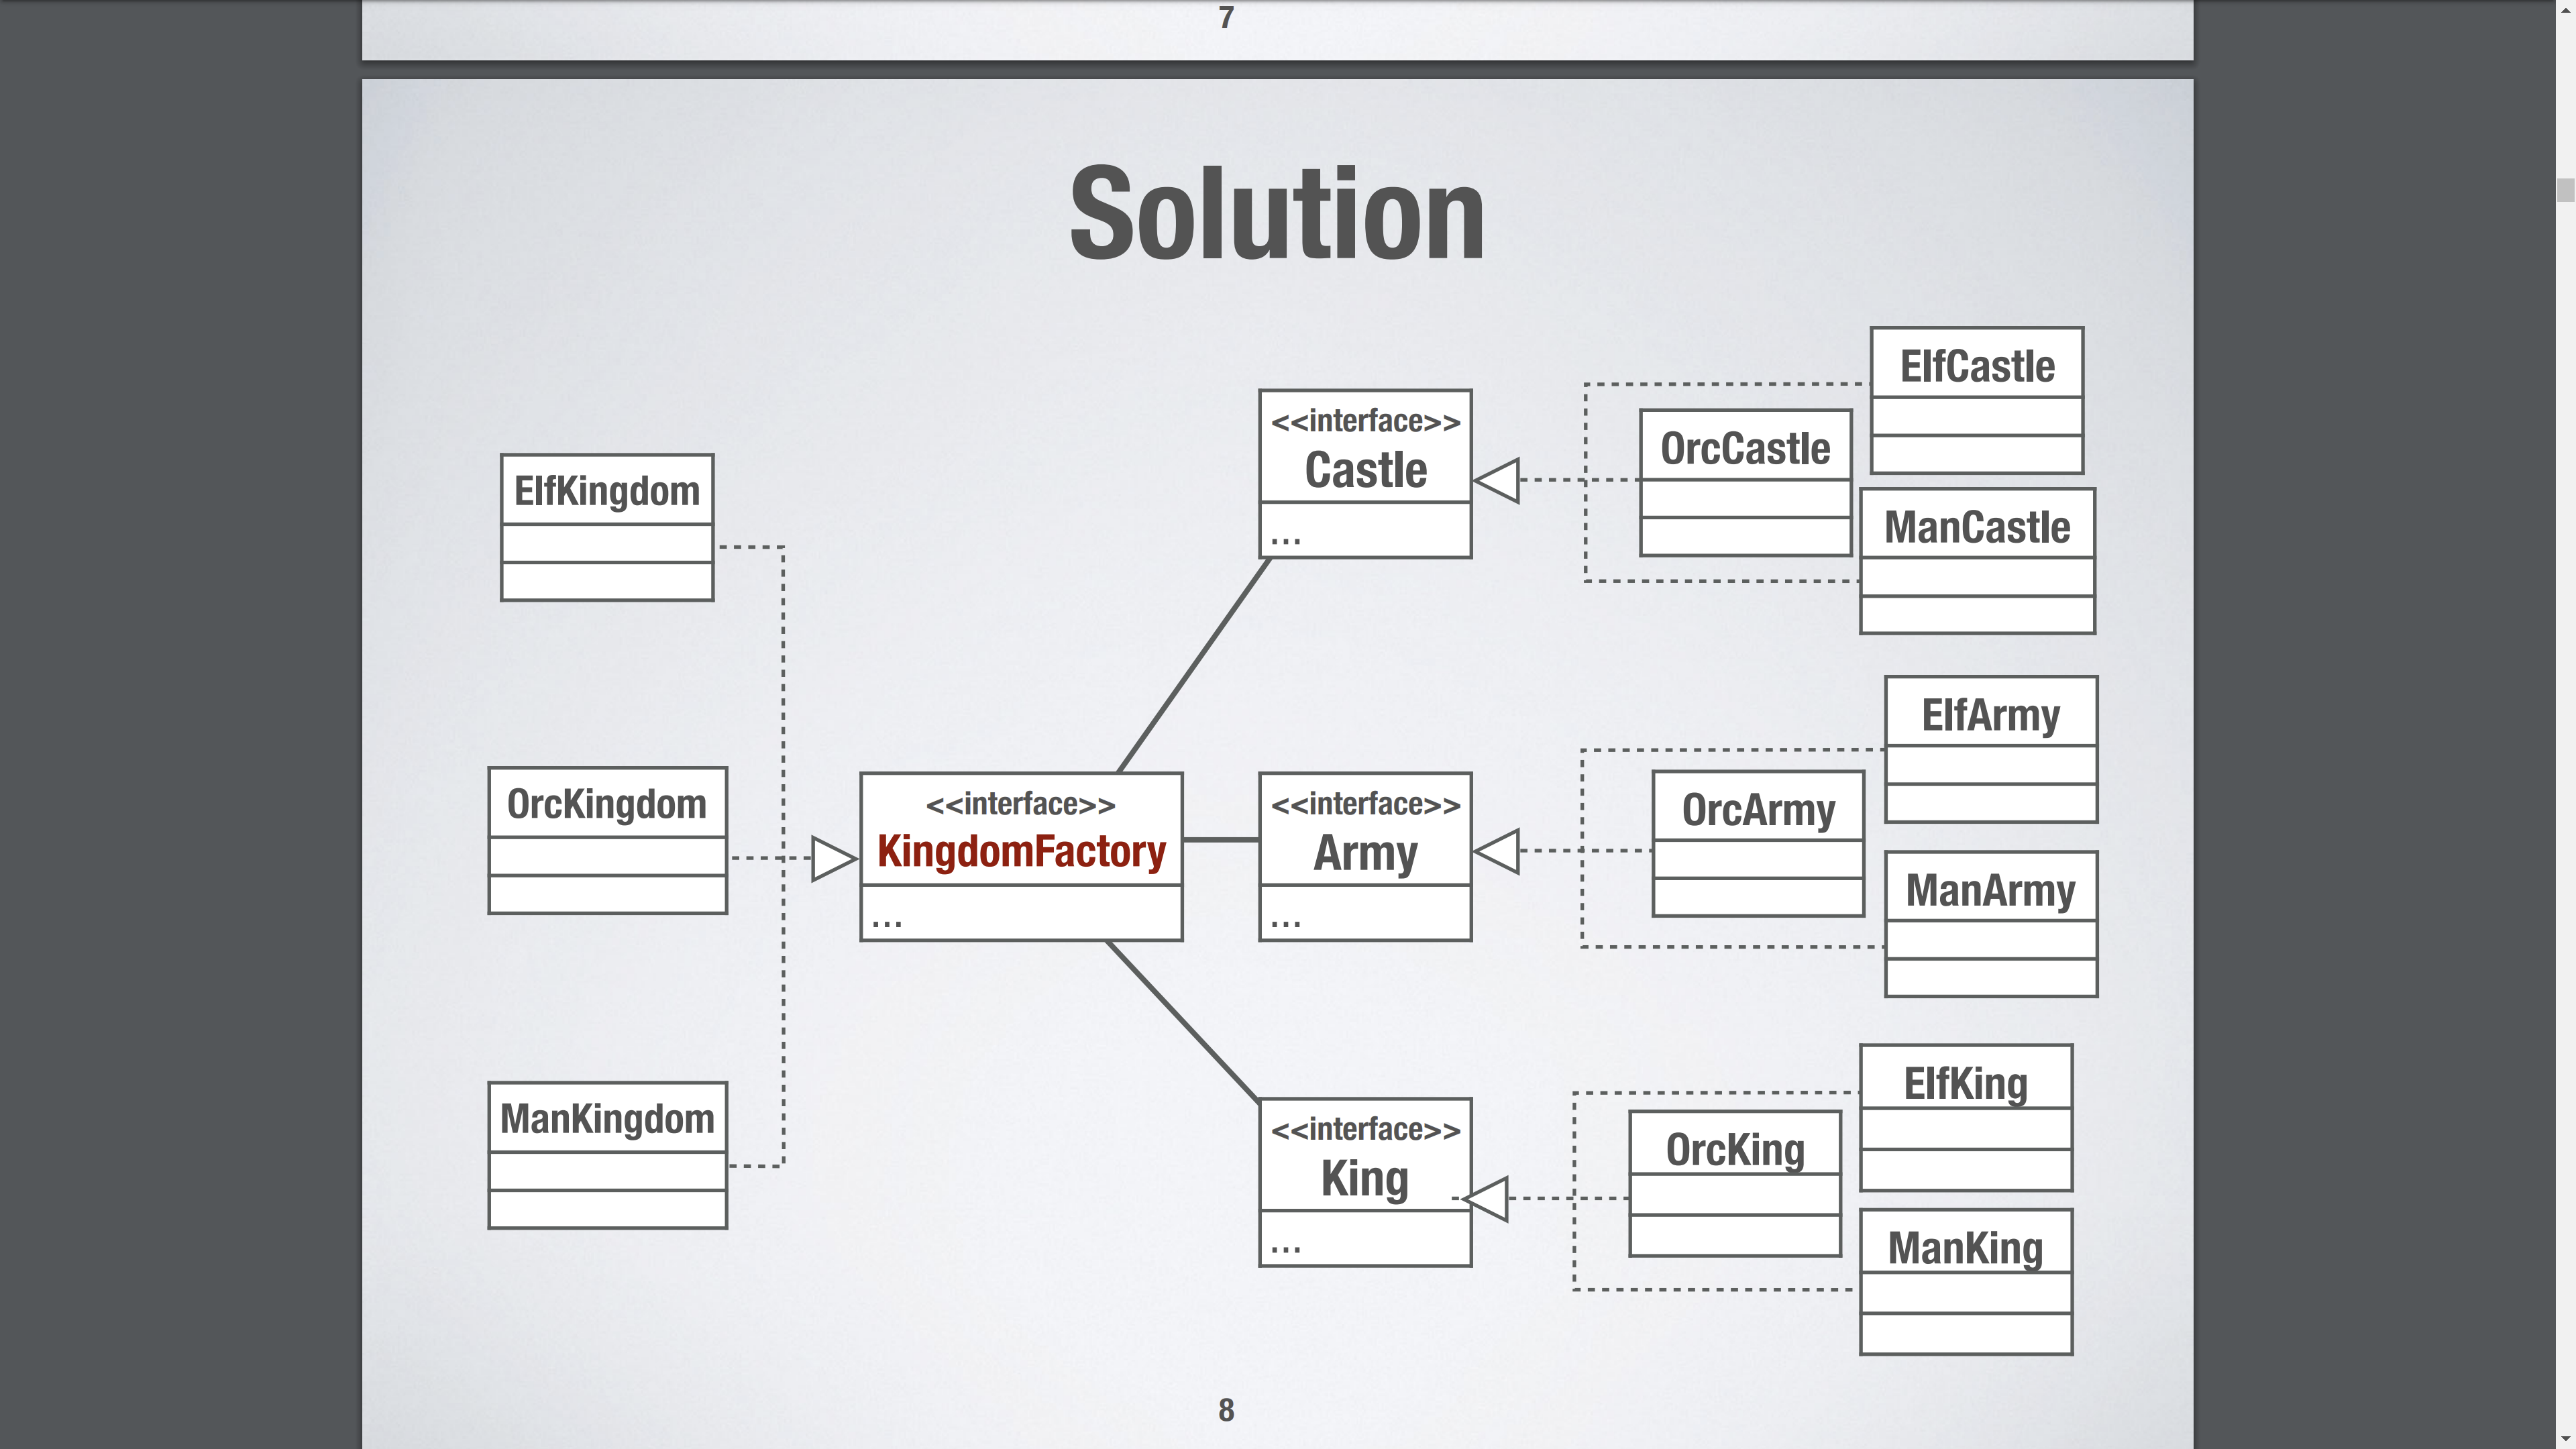 7
Solution
ElfCastle
<<interface>>
Castle
...
OrcCastle
ManCastle
ElfKingdom
ElfArmy
OrcKingdom
<<interface>>
KingdomFactory
...
<<interface>>
Army
...
OrcArmy
ManArmy
ManKingdom
ElfKing
<<interface>>
King
...
OrcKing
ManKing
8